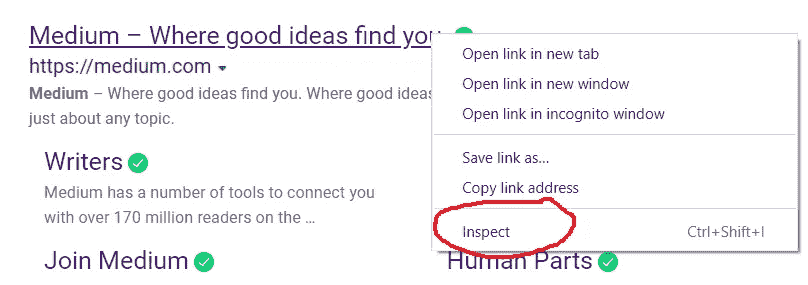 Medium – Where good ideas find you.
https://medium.com
Medium – Where good ideas find you. Where good ideas
just about any topic.
Writers
Medium has a number of tools to connect you
with over 170 million readers on the ...
Join Medium
Human Parts
Open link in new tab
Open link in new window
Open link in incognito window
Save link as...
Copy link address
Inspect Ctrl+Shift+I